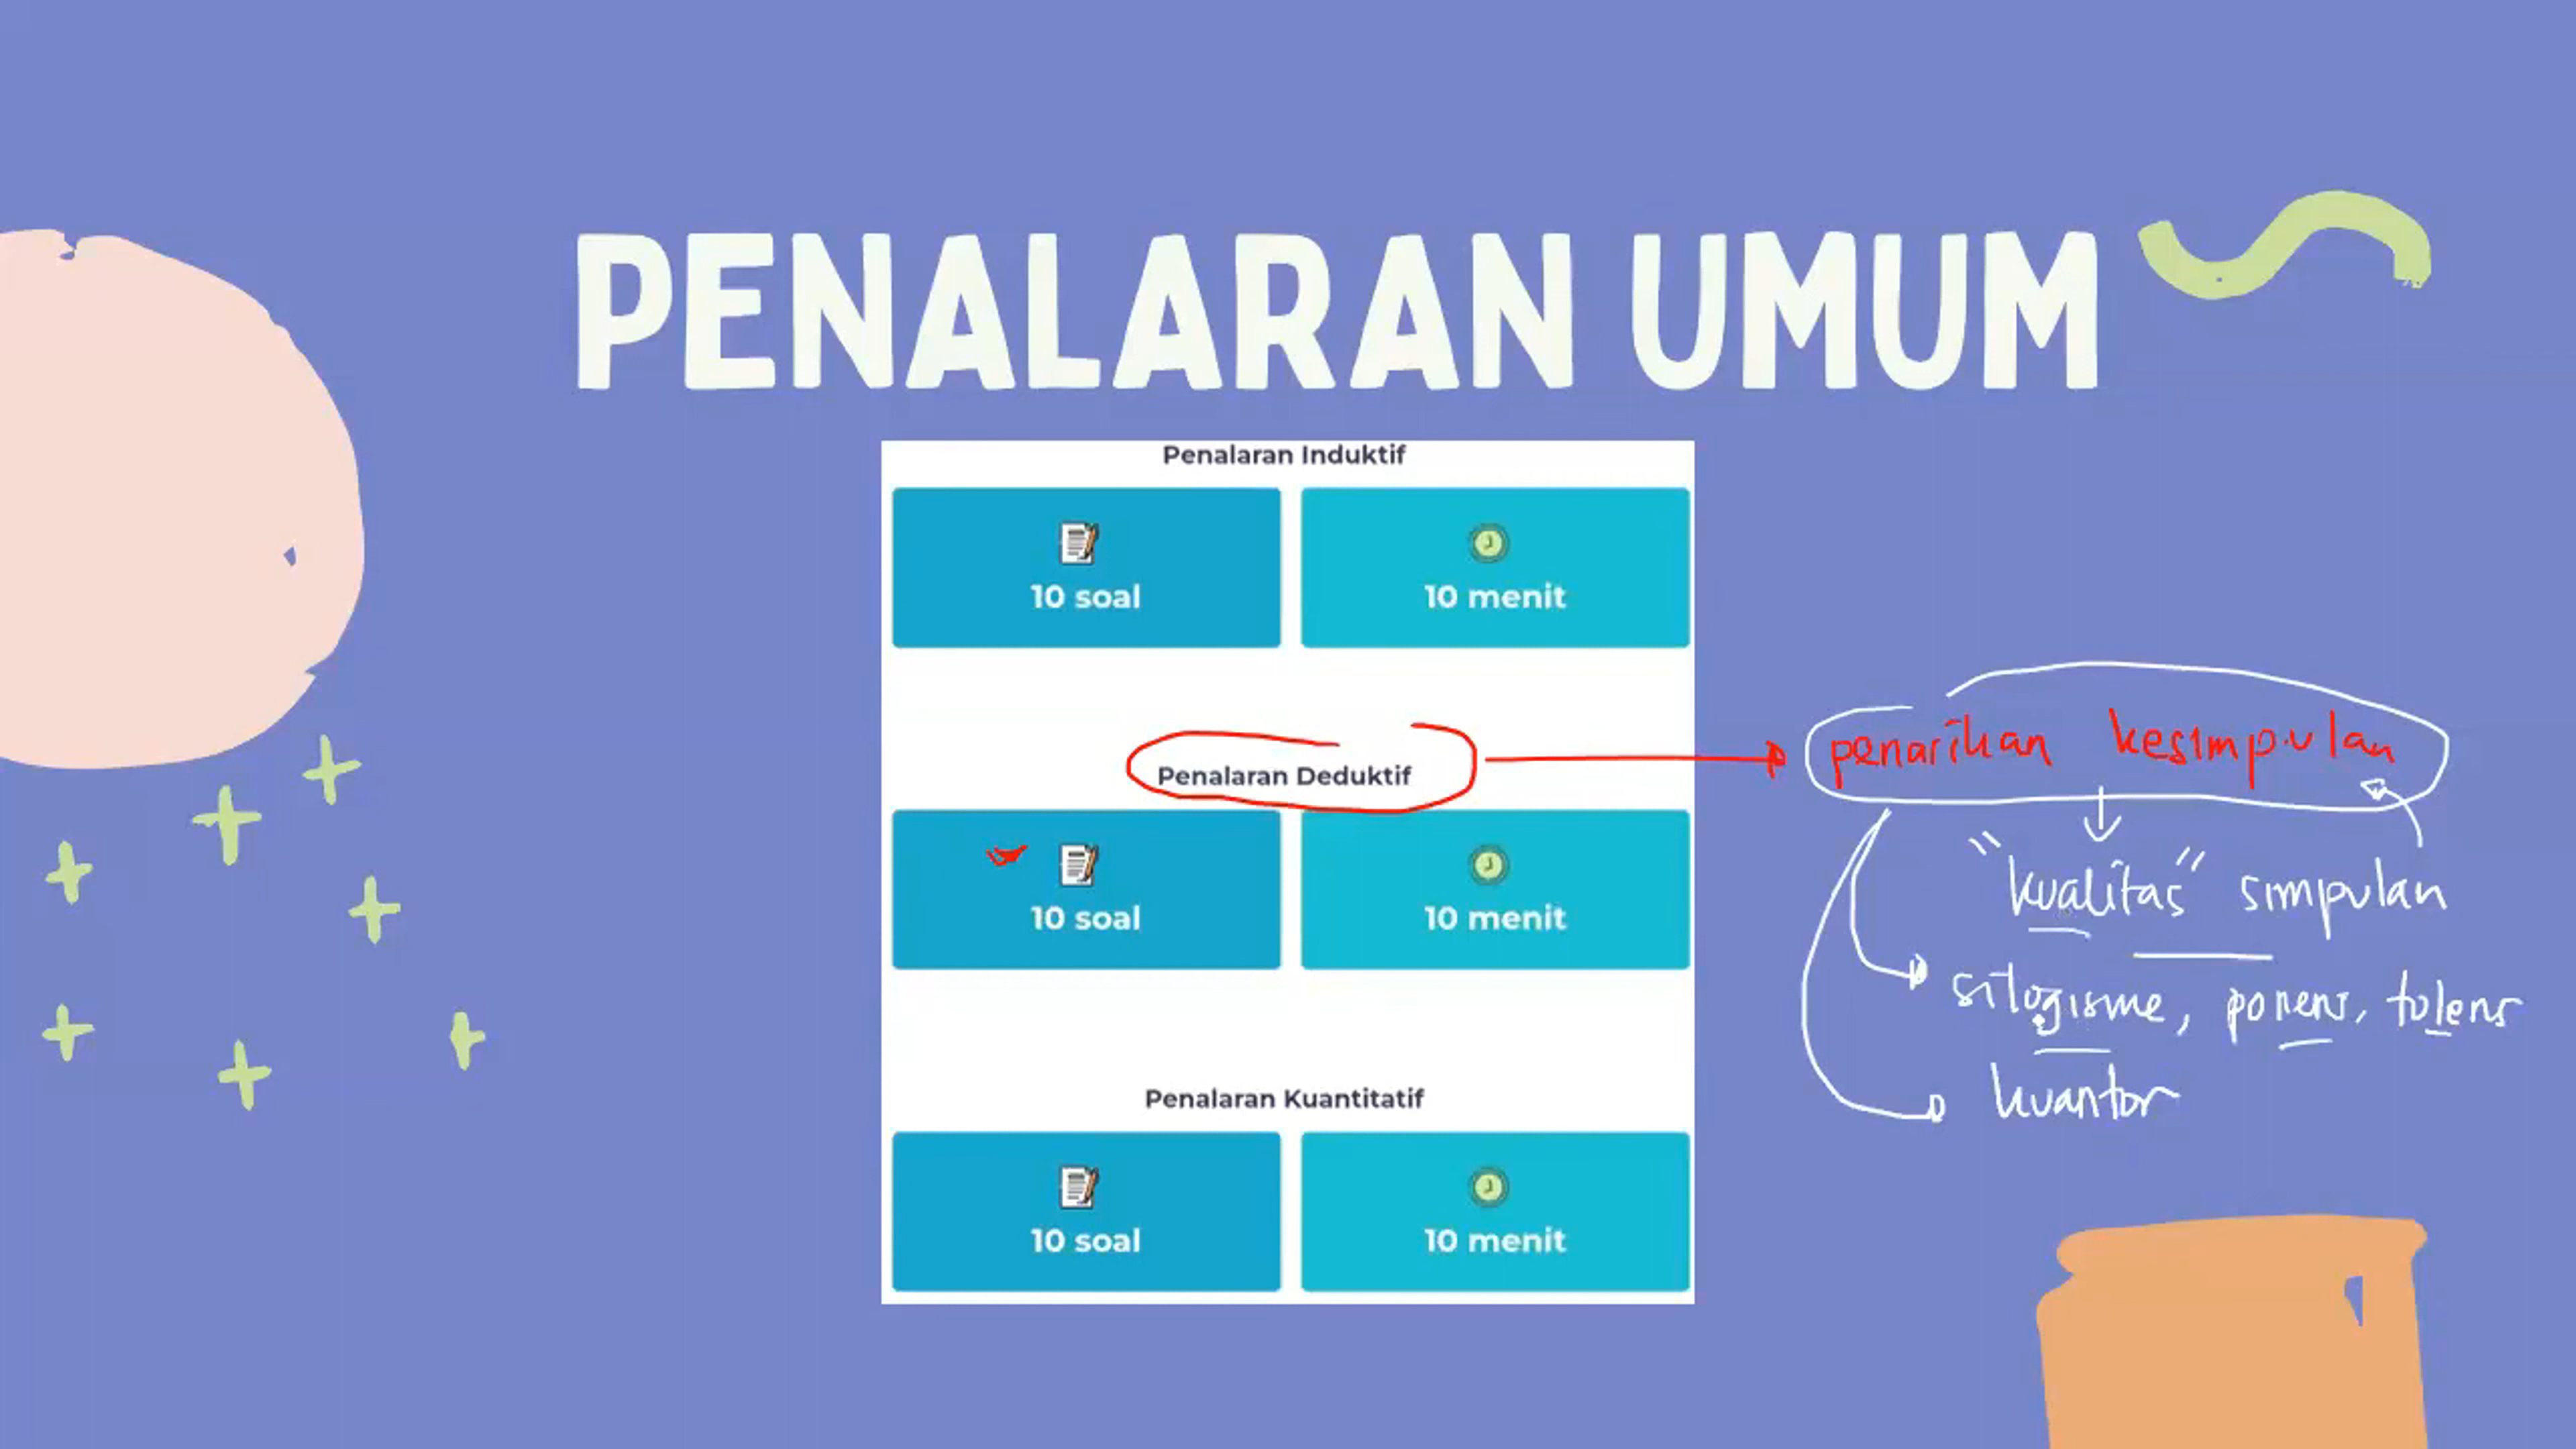 PENALARAN UMUM
Penalaran Induktif
10 soal
10 menit
Penalaran Deduktif
10 soal
10 menit
Penalaran Kuantitatif
10 soal
10 menit
penarikan kesimpulan
"kualitas" simpulan
silogisme, ponens, tolens
kuantor